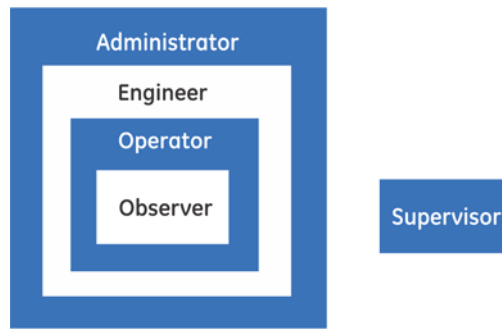 Administrator
Engineer
Operator
Observer
Supervisor